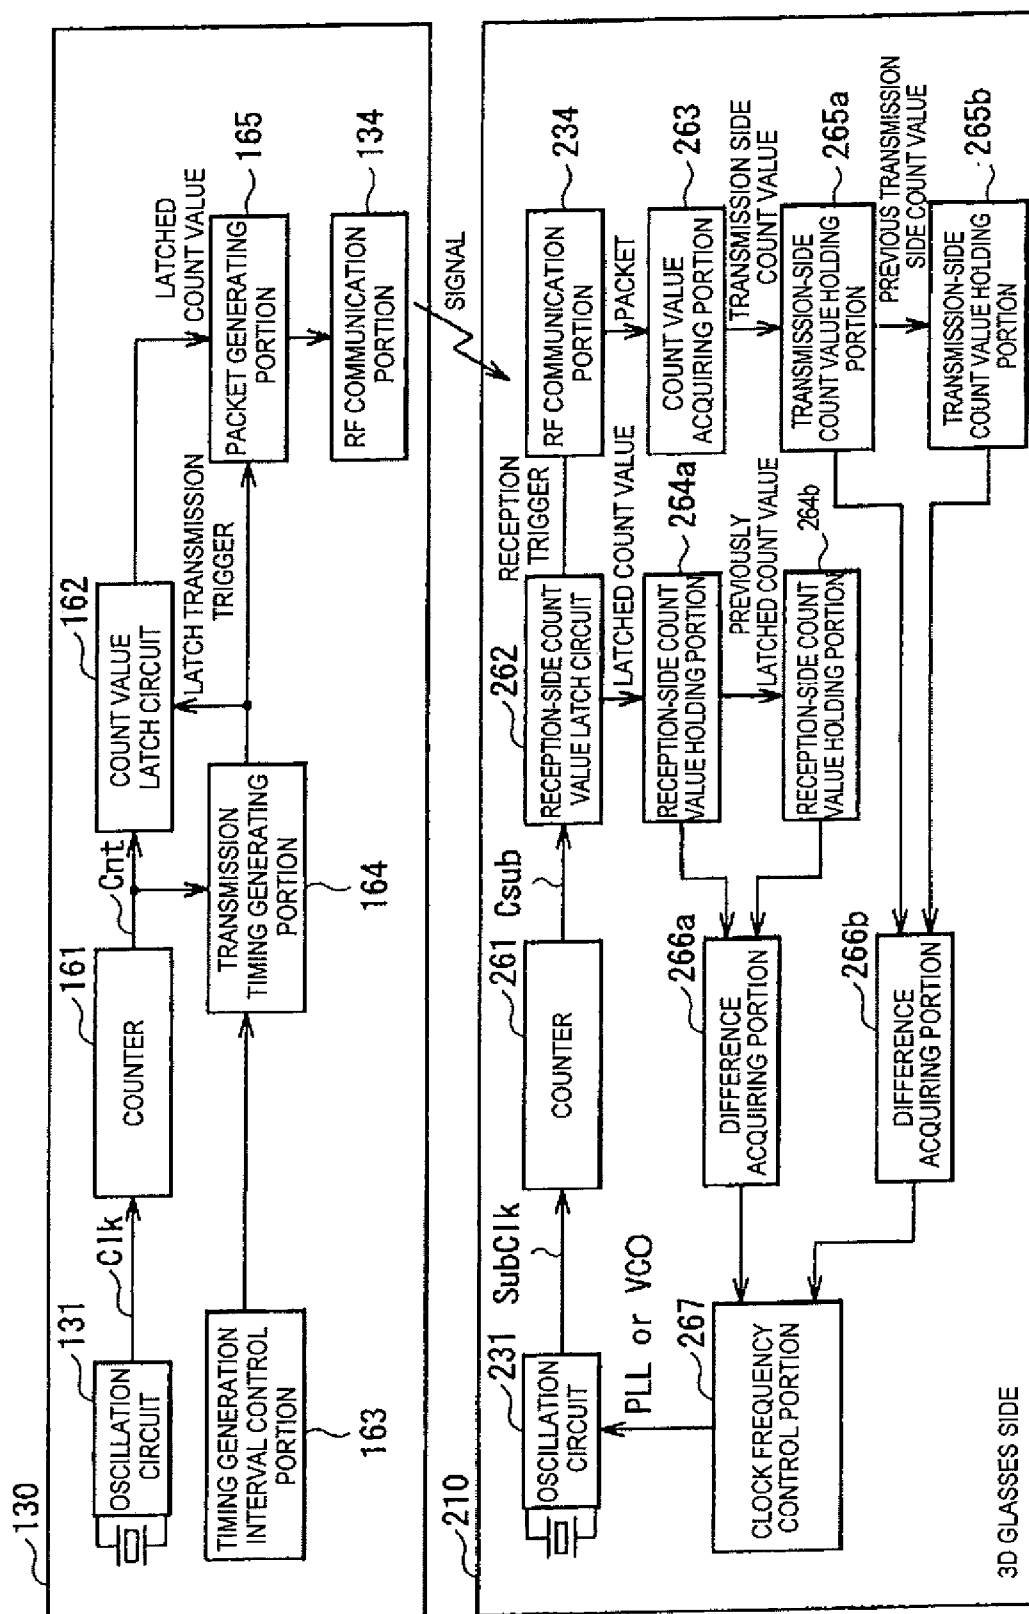 130
131
OSCILLATION
CIRCUIT
Clk
161
COUNTER
Cnt
162
COUNT VALUE
LATCH CIRCUIT
LATCHED
COUNT VALUE
TIMING GENERATION
INTERVAL CONTROL
PORTION
163
TRANSMISSION
TIMING GENERATING
PORTION
164
LATCH TRANSMISSION
TRIGGER
PACKET GENERATING
PORTION
165
RF COMMUNICATION
PORTION
134
SIGNAL
210
231
OSCILLATION
CIRCUIT
SubClk
261
COUNTER
Csub
262
RECEPTION-SIDE COUNT
VALUE LATCH CIRCUIT
RECEPTION
TRIGGER
RF COMMUNICATION
PORTION
234
PLL or VCO
LATCHED COUNT VALUE
PACKET
RECEPTION-SIDE COUNT
VALUE HOLDING PORTION
264a
COUNT VALUE
ACQUIRING PORTION
263
267
CLOCK FREQUENCY
CONTROL PORTION
266a
DIFFERENCE
ACQUIRING PORTION
PREVIOUSLY
LATCHED COUNT VALUE
TRANSMISSION SIDE
COUNT VALUE
RECEPTION-SIDE COUNT
VALUE HOLDING PORTION
264b
TRANSMISSION-SIDE
COUNT VALUE HOLDING
PORTION
265a
266b
DIFFERENCE
ACQUIRING PORTION
PREVIOUS TRANSMISSION
SIDE COUNT VALUE
TRANSMISSION-SIDE
COUNT VALUE HOLDING
PORTION
265b
3D GLASSES SIDE